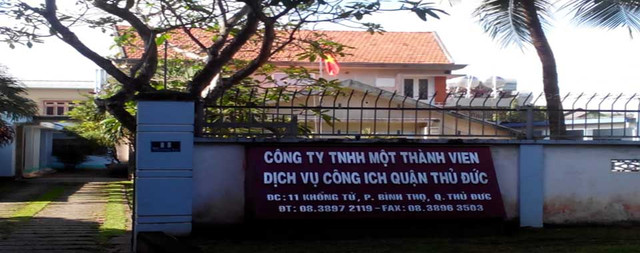 CÔNG TY TNHH MỘT THÀNH VIÊN
DỊCH VỤ CÔNG ÍCH QUẬN THỦ ĐỨC
ĐC: 11 KHỔNG TỬ, P. BÌNH THỌ, Q. THỦ ĐỨC
ĐT: 08.3897 2119 - FAX: 08.3896 3503